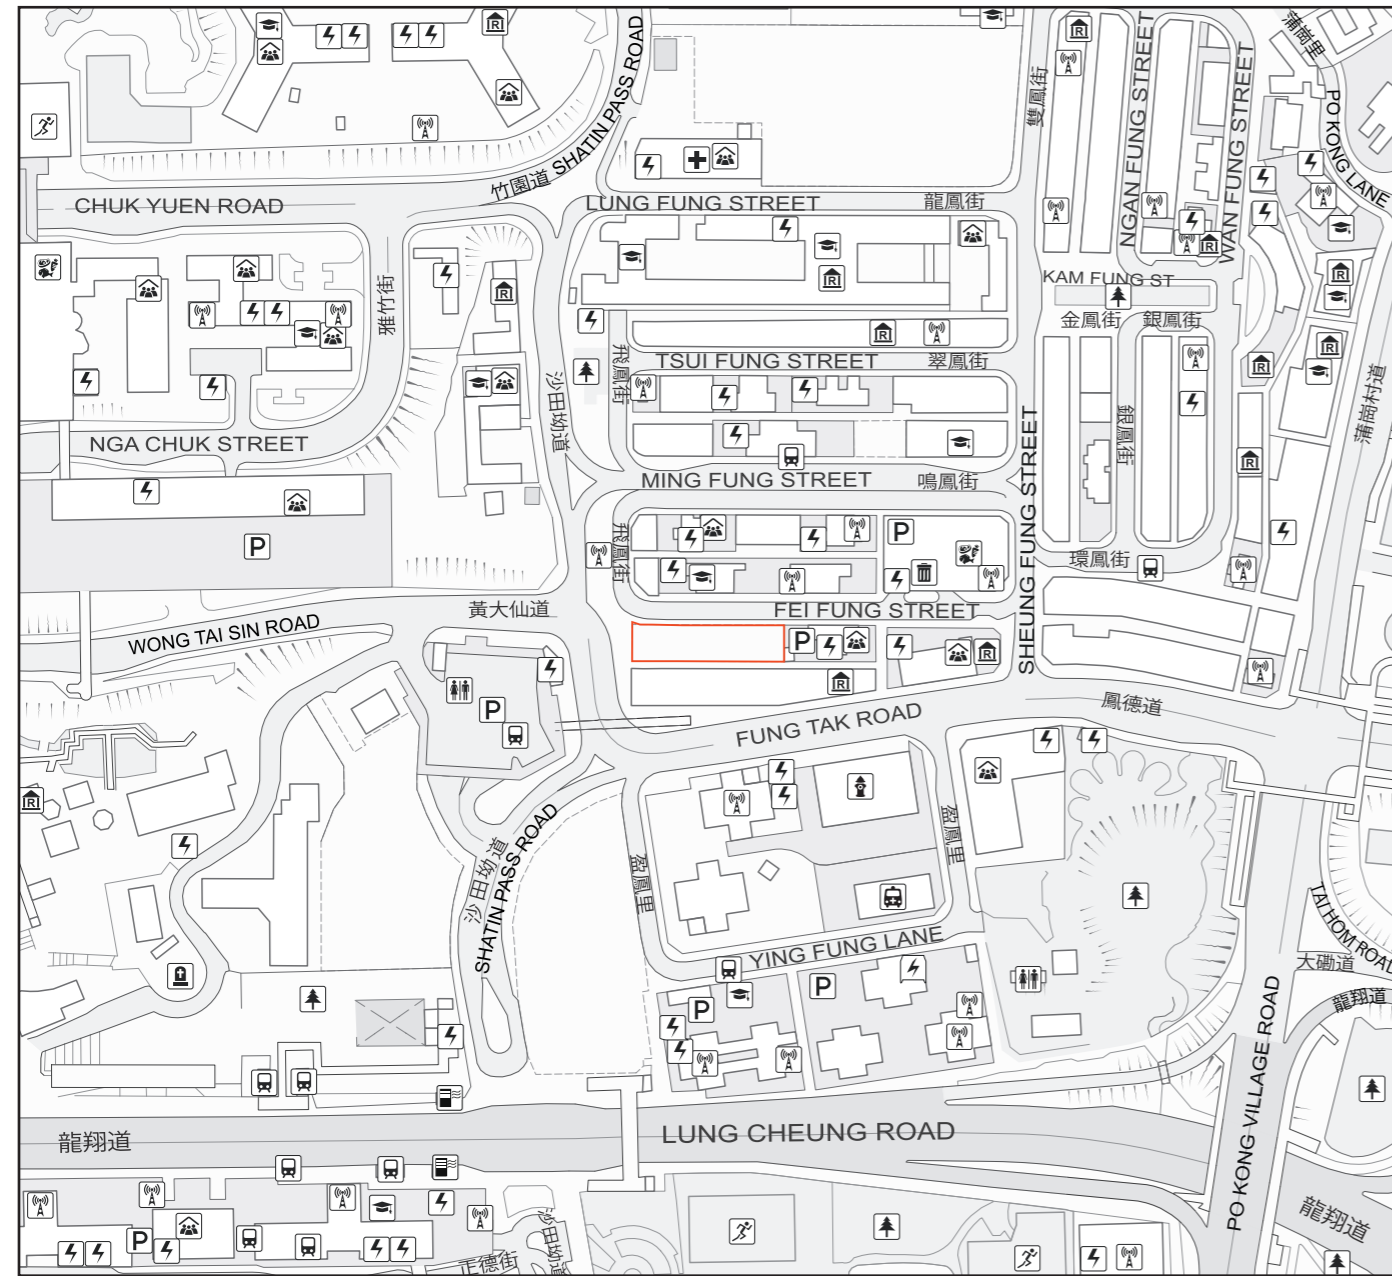 SHATIN PASS ROAD
竹園道
CHUK YUEN ROAD
雙鳳街
NGAN FUNG STREET
WAN FUNG STREET
蒲崗里
PO KONG LANE
LUNG FUNG STREET
龍鳳街
雅竹街
KAM FUNG ST
金鳳街
銀鳳街
飛鳳街
TSUI FUNG STREET
翠鳳街
沙田坳道
NGA CHUK STREET
銀鳳街
蒲崗村道
MING FUNG STREET
鳴鳳街
SHEUNG FUNG STREET
飛鳳街
環鳳街
黃大仙道
FEI FUNG STREET
WONG TAI SIN ROAD
鳳德道
FUNG TAK ROAD
沙田坳道
SHATIN PASS ROAD
盈鳳里
盈鳳里
YING FUNG LANE
TAI HOM ROAD
大磡道
龍翔道
PO KONG VILLAGE ROAD
龍翔道
LUNG CHEUNG ROAD
沙田坳道
正德街
龍翔道
P
P
P
P
P
P
P